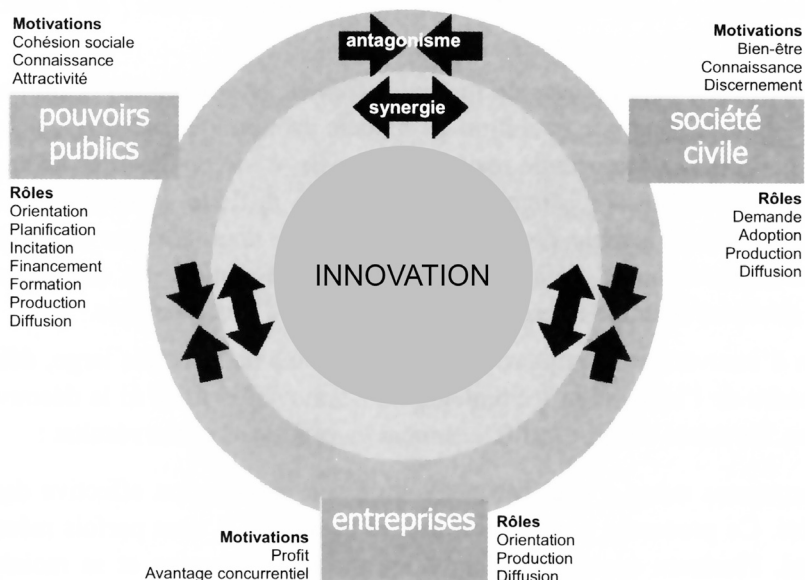 Motivations
Cohésion sociale
Connaissance
Attractivité
pouvoirs
publics
Rôles
Orientation
Planification
Incitation
Financement
Formation
Production
Diffusion
antagonisme
synergie
INNOVATION
Motivations
Bien-être
Connaissance
Discernement
société
civile
Rôles
Demande
Adoption
Production
Diffusion
entreprises
Motivations
Profit
Avantage concurrentiel
Rôles
Orientation
Production
Diffusion